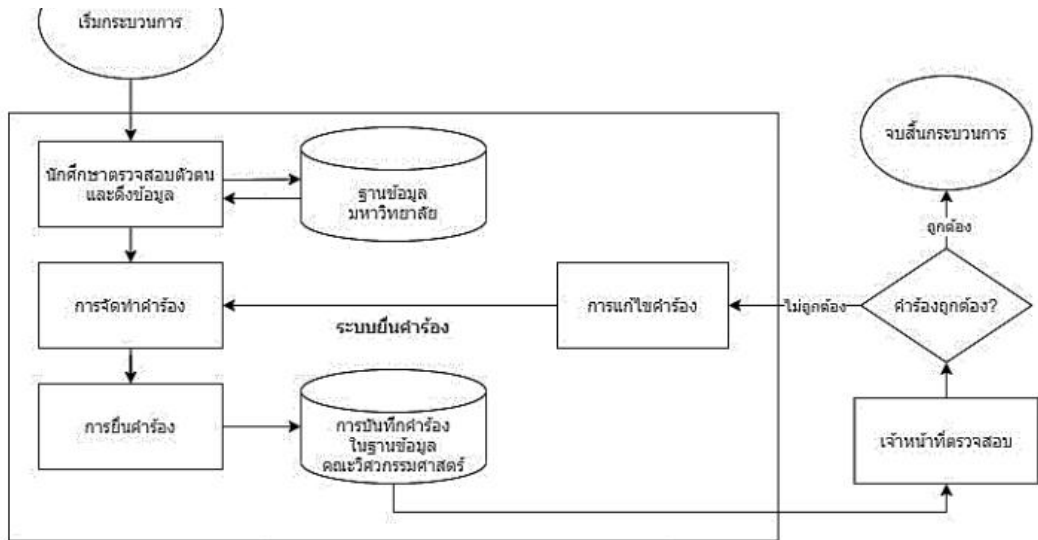 เริ่มกระบวนการ
นักศึกษาตรวจสอบตัวตน
และดึงข้อมูล
ฐานข้อมูล
มหาวิทยาลัย
จบสิ้นกระบวนการ
ถูกต้อง
การจัดทำคำร้อง
ระบบยื่นคำร้อง
การแก้ไขคำร้อง
ไม่ถูกต้อง
คำร้องถูกต้อง?
การยื่นคำร้อง
การบันทึกคำร้อง
ในฐานข้อมูล
คณะวิศวกรรมศาสตร์
เจ้าหน้าที่ตรวจสอบ